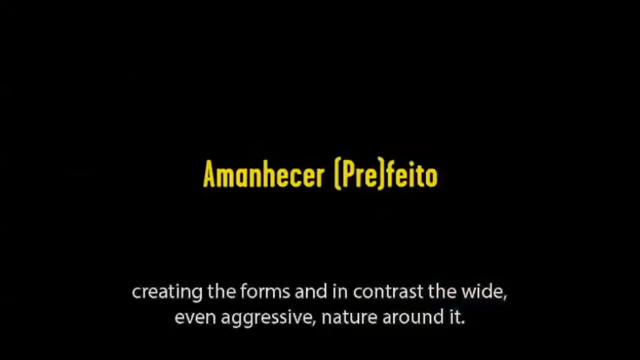 Amanhecer (Pre)feito
creating the forms and in contrast the wide,
even aggressive, nature around it.